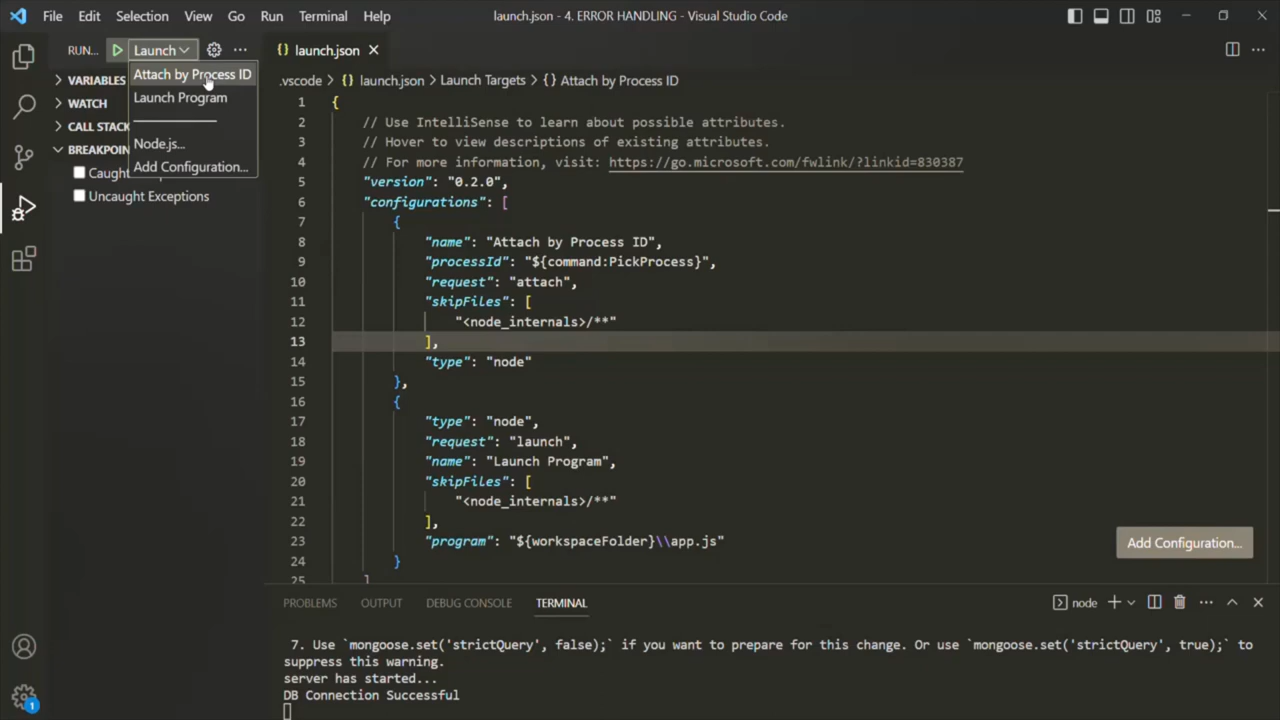 File Edit Selection View Go Run Terminal Help
launch.json - 4. ERROR HANDLING - Visual Studio Code
RUN...
Launch
Attach by Process ID
Launch Program
Node.js...
Add Configuration...
VARIABLES
WATCH
CALL STACK
BREAKPOIN
Caught
Uncaught Exceptions
{} launch.json
.vscode > {} launch.json > Launch Targets > {} Attach by Process ID
1 {
2 // Use IntelliSense to learn about possible attributes.
3 // Hover to view descriptions of existing attributes.
4 // For more information, visit: https://go.microsoft.com/fwlink/?linkid=830387
5 "version": "0.2.0",
6 "configurations": [
7 {
8 "name": "Attach by Process ID",
9 "processId": "${command:PickProcess}",
10 "request": "attach",
11 "skipFiles": [
12 "<node_internals>/**"
13 ],
14 "type": "node"
15 },
16 {
17 "type": "node",
18 "request": "launch",
19 "name": "Launch Program",
20 "skipFiles": [
21 "<node_internals>/**"
22 ],
23 "program": "${workspaceFolder}\\app.js"
24 }
25 ]
Add Configuration...
PROBLEMS OUTPUT DEBUG CONSOLE TERMINAL
node
7. Use `mongoose.set('strictQuery', false);` if you want to prepare for this change. Or use `mongoose.set('strictQuery', true);` to
suppress this warning.
server has started...
DB Connection Successful
1